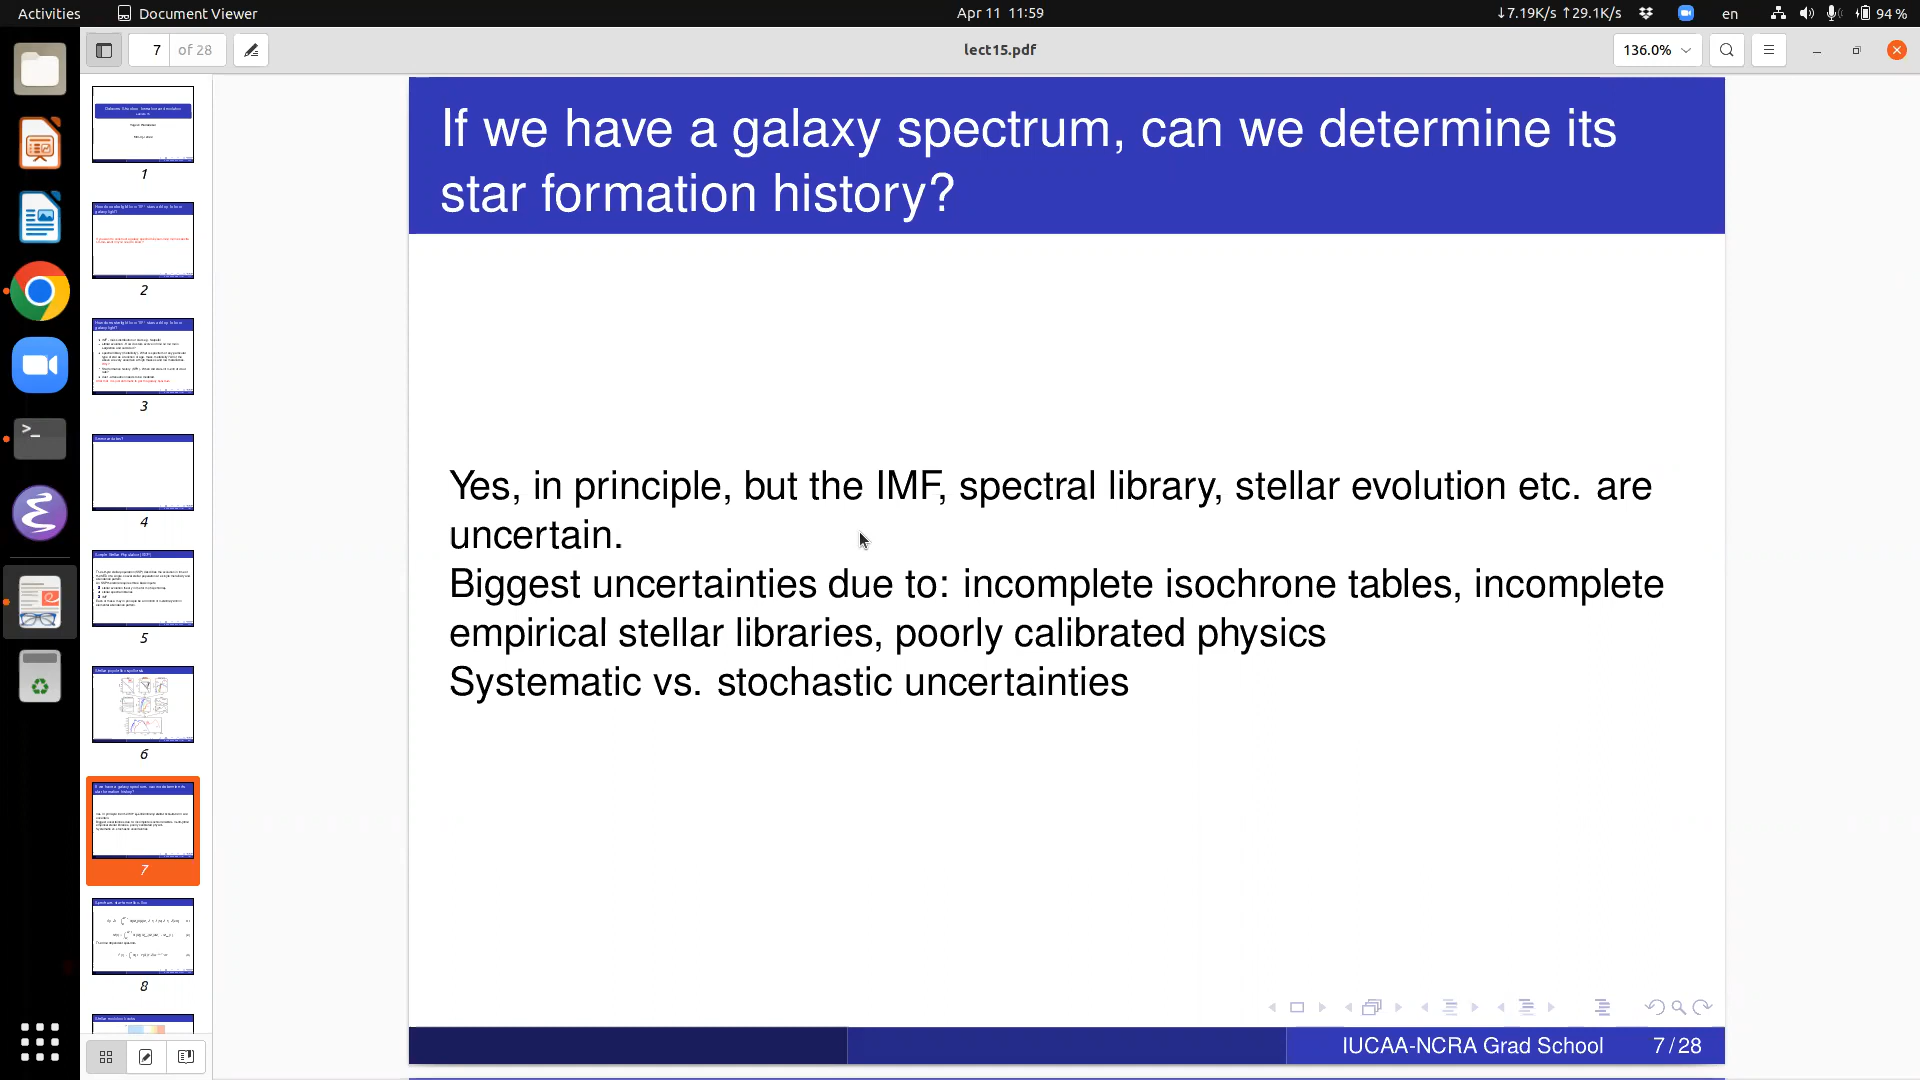 Activities
Document Viewer
Apr 11 11:59
↓7.19K/s ↑29.1K/s
en
94 %
7 of 28
lect15.pdf
136.0%
If we have a galaxy spectrum, can we determine its
star formation history?
Yes, in principle, but the IMF, spectral library, stellar evolution etc. are
uncertain.
Biggest uncertainties due to: incomplete isochrone tables, incomplete
empirical stellar libraries, poorly calibrated physics
Systematic vs. stochastic uncertainties
IUCAA-NCRA Grad School 7 / 28
1
2
3
4
5
6
7
8